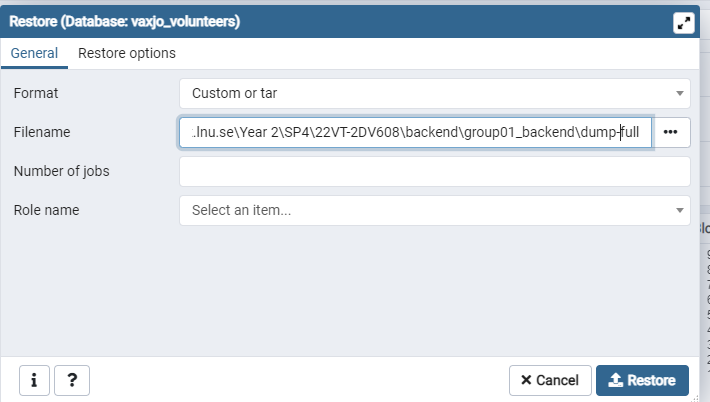 Restore (Database: vaxjo_volunteers)
General Restore options
Format Custom or tar
Filename .lnu.se\Year 2\SP4\22VT-2DV608\backend\group01_backend\dump-full •••
Number of jobs
Role name Select an item...
i ? × Cancel Restore